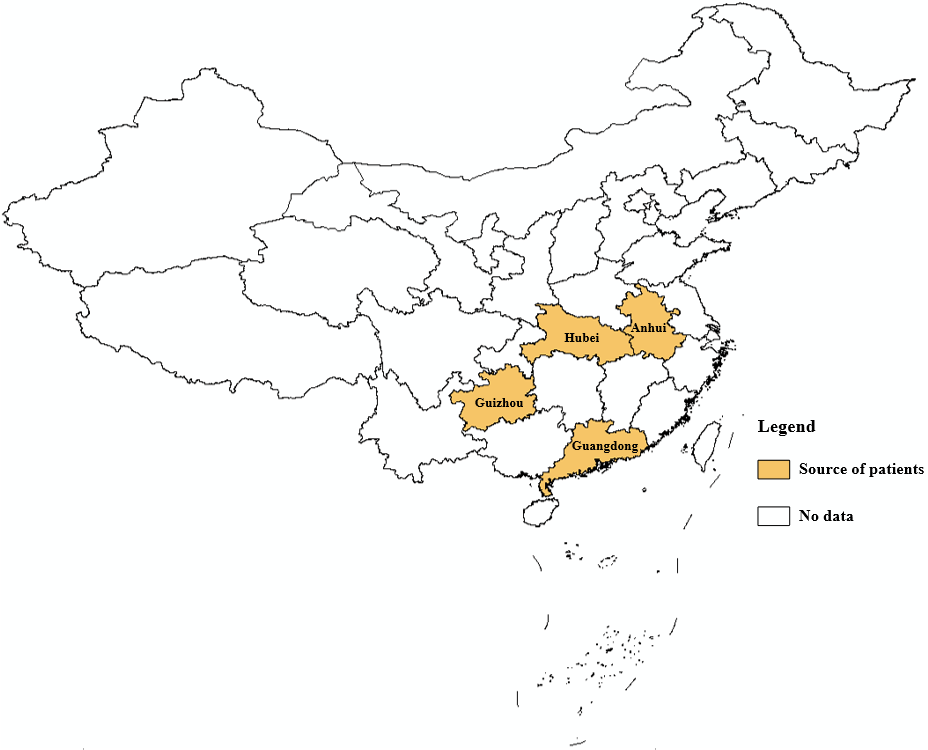 Anhui
Hubei
Guizhou
Guangdong
Legend
Source of patients
No data